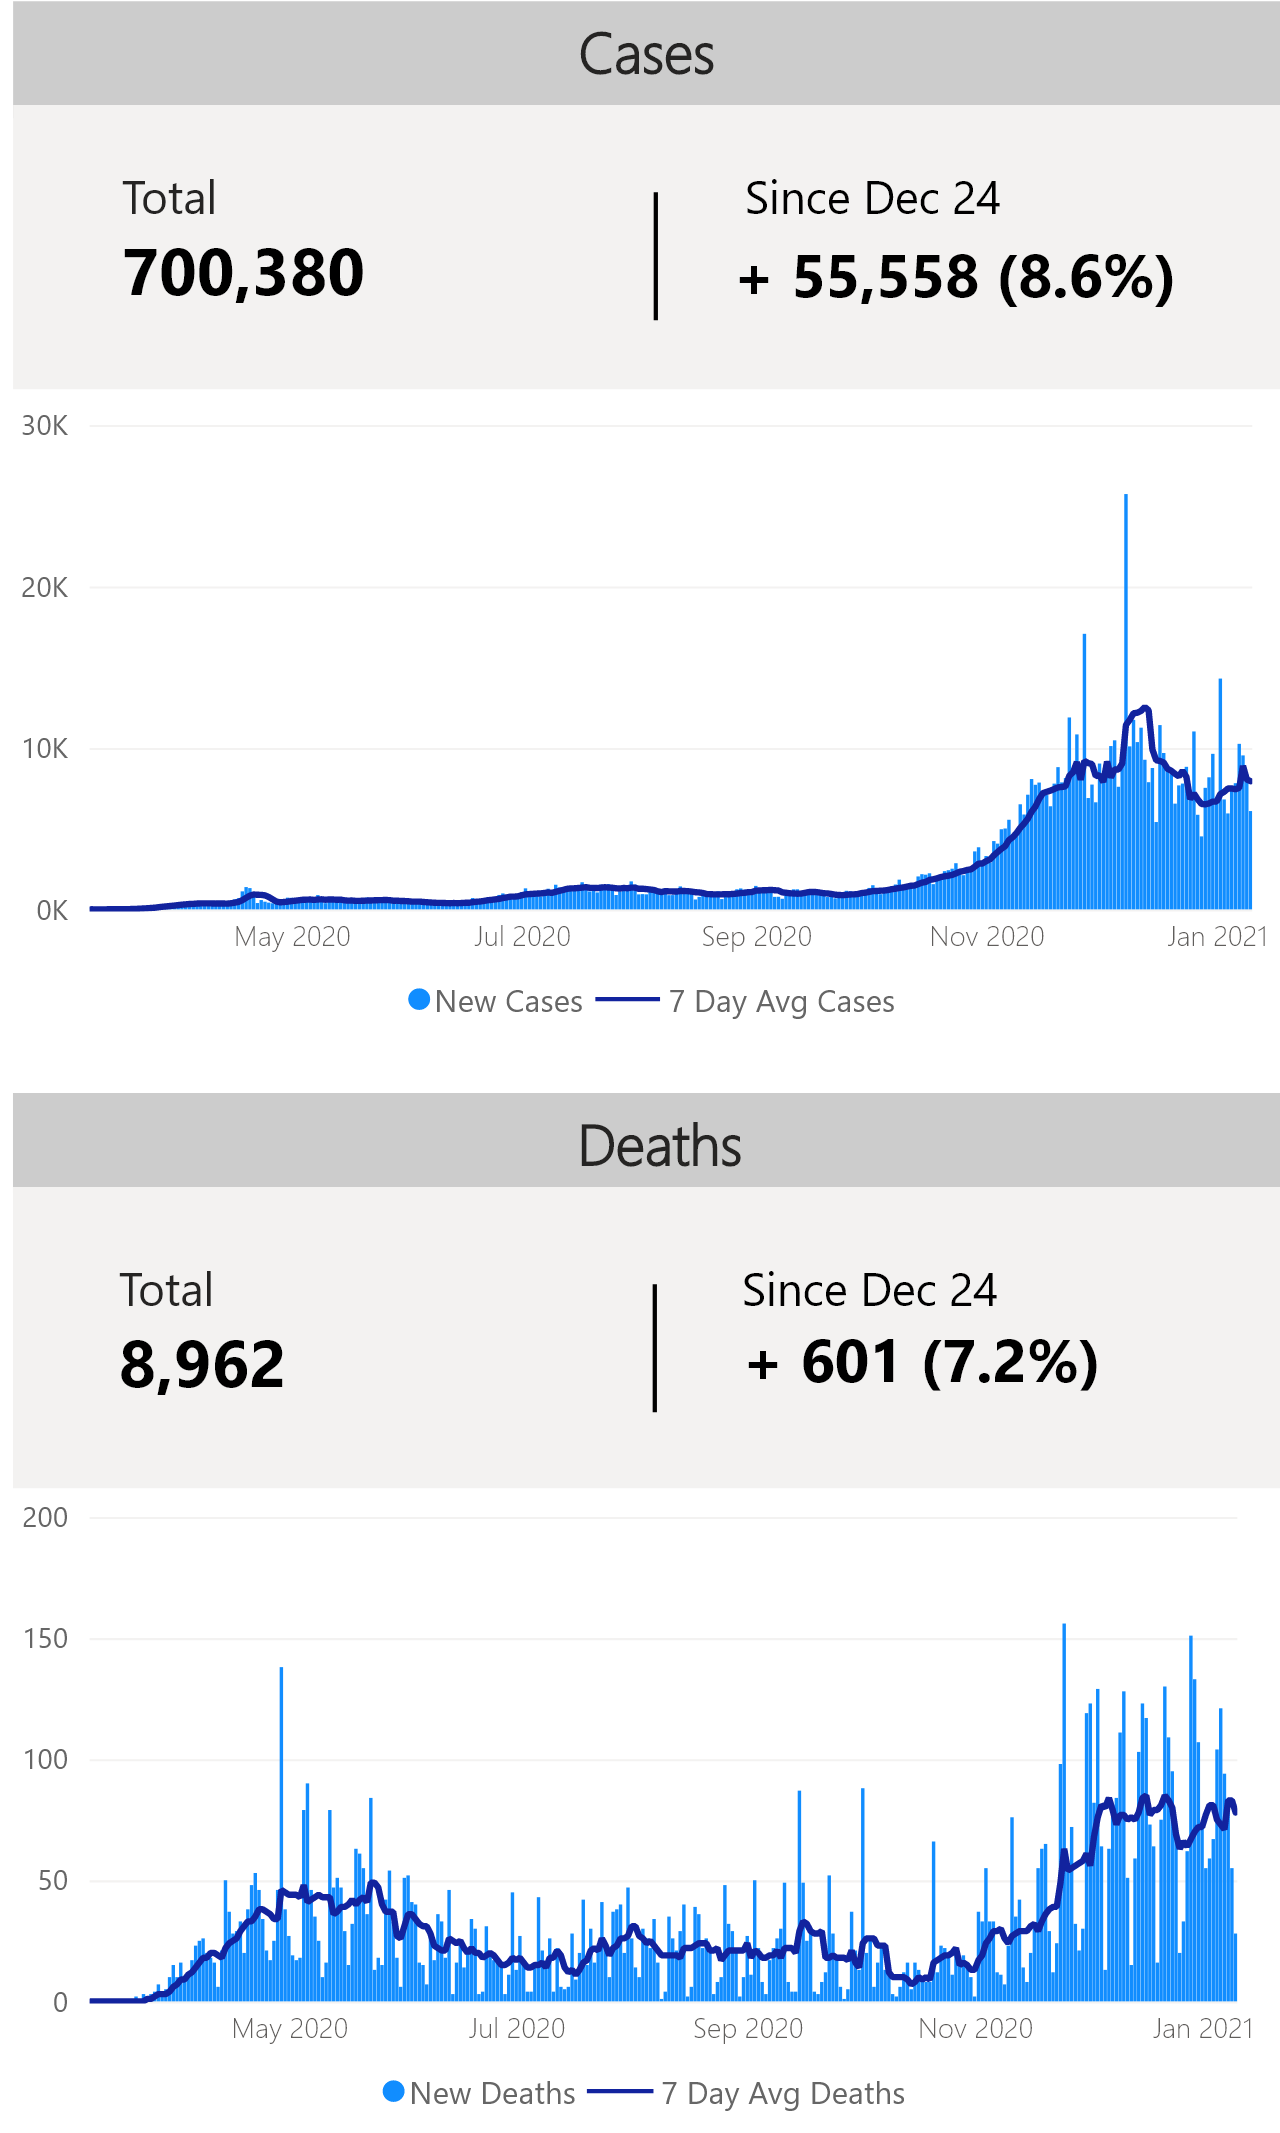 Cases
Total
700,380
Since Dec 24
+ 55,558 (8.6%)
30K
20K
10K
0K
May 2020
Jul 2020
Sep 2020
Nov 2020
Jan 2021
New Cases
7 Day Avg Cases
Deaths
Total
8,962
Since Dec 24
+ 601 (7.2%)
200
150
100
50
0
May 2020
Jul 2020
Sep 2020
Nov 2020
Jan 2021
New Deaths
7 Day Avg Deaths